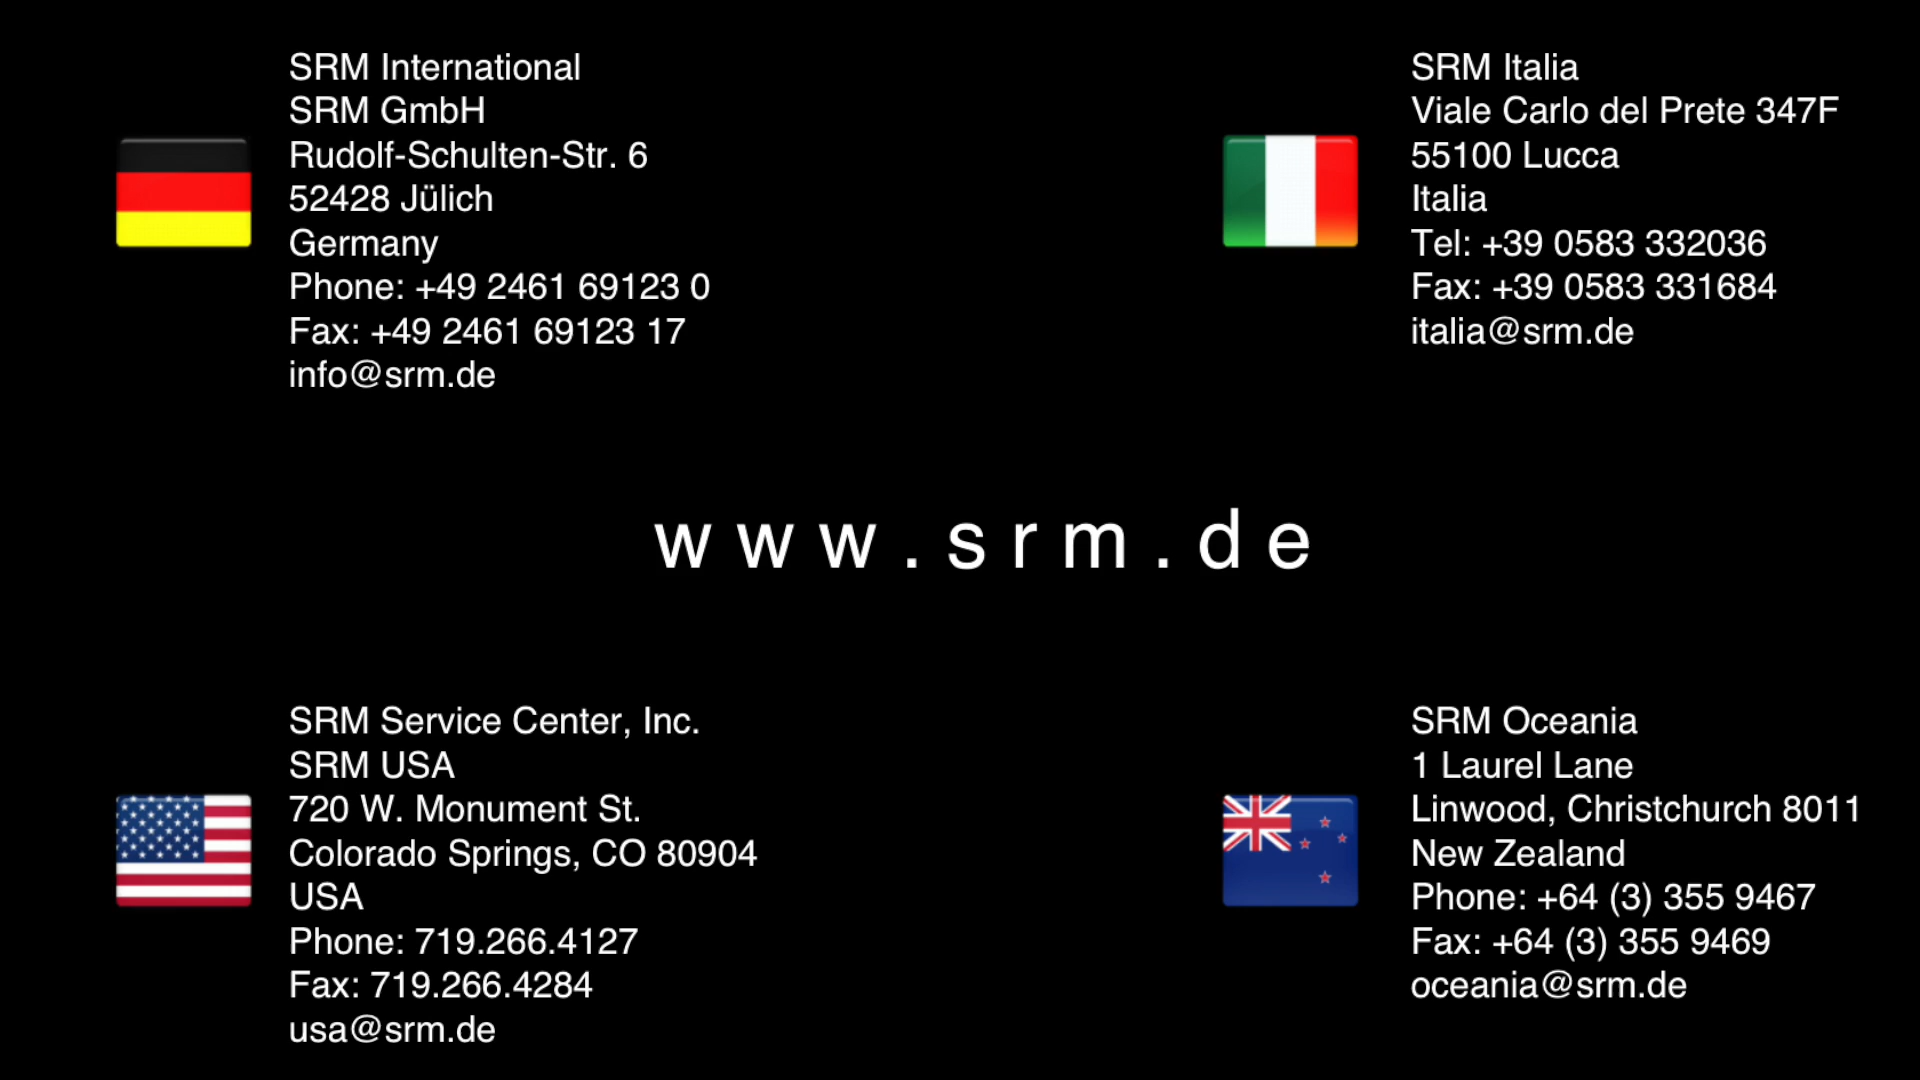 SRM International
SRM GmbH
Rudolf-Schulten-Str. 6
52428 Jülich
Germany
Phone: +49 2461 69123 0
Fax: +49 2461 69123 17
info@srm.de
SRM Italia
Viale Carlo del Prete 347F
55100 Lucca
Italia
Tel: +39 0583 332036
Fax: +39 0583 331684
italia@srm.de
www.srm.de
SRM Service Center, Inc.
SRM USA
720 W. Monument St.
Colorado Springs, CO 80904
USA
Phone: 719.266.4127
Fax: 719.266.4284
usa@srm.de
SRM Oceania
1 Laurel Lane
Linwood, Christchurch 8011
New Zealand
Phone: +64 (3) 355 9467
Fax: +64 (3) 355 9469
oceania@srm.de